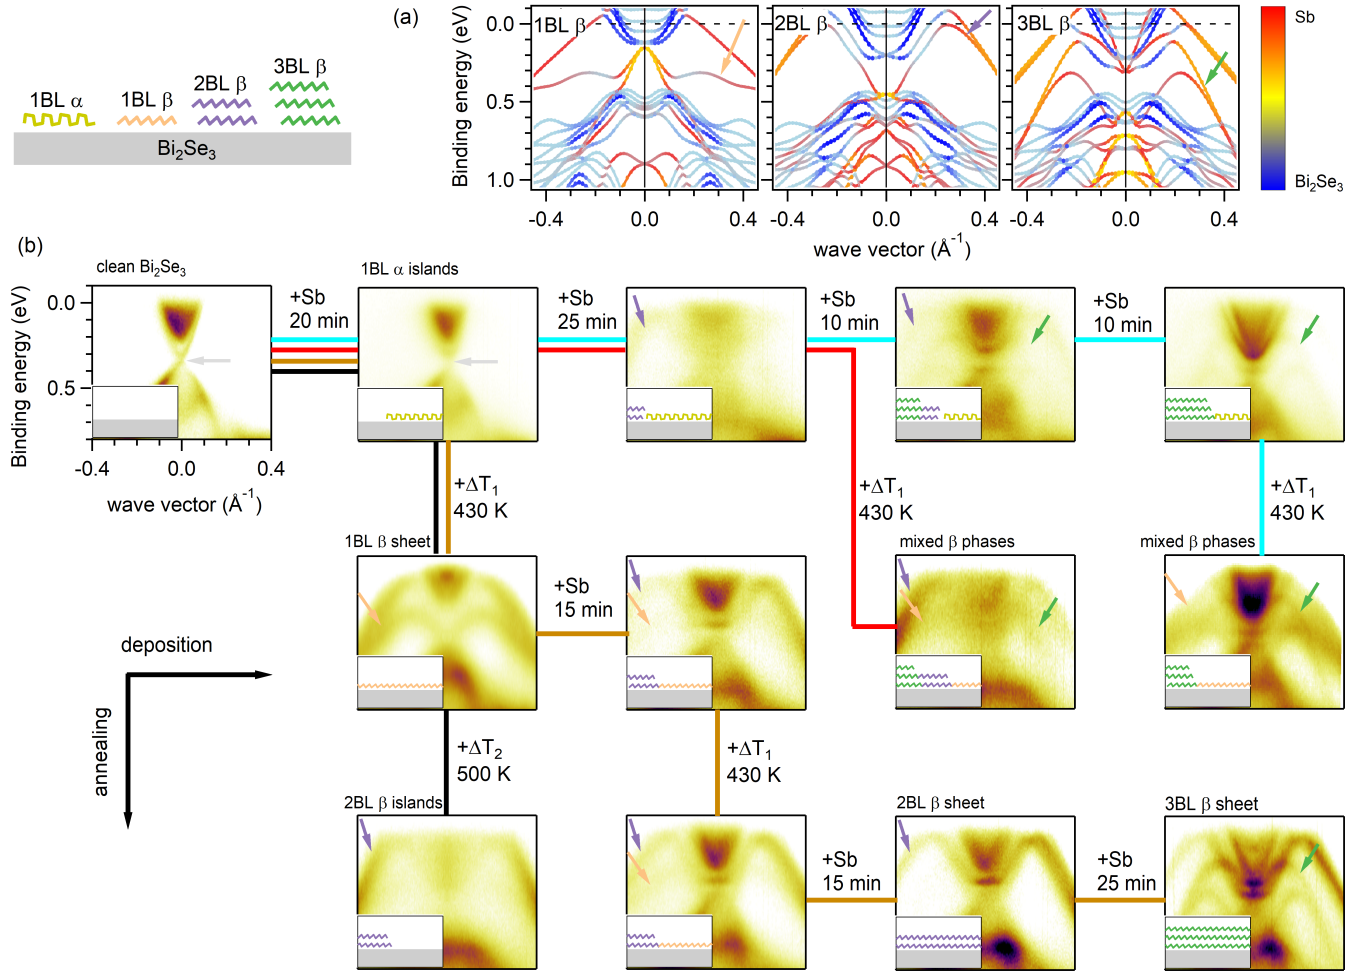 (a)
1BL α
1BL β
2BL β
3BL β
Bi₂Se₃
Binding energy (eV)
0.0
0.5
1.0
1BL β
2BL β
3BL β
-0.4
0.0
0.4
-0.4
0.0
0.4
-0.4
0.0
0.4
wave vector (Å⁻¹)
Sb
Bi₂Se₃
(b)
clean Bi₂Se₃
Binding energy (eV)
0.0
0.5
-0.4
0.0
0.4
wave vector (Å⁻¹)
+Sb
20 min
1BL α islands
+Sb
25 min
+Sb
10 min
+Sb
10 min
+ΔT₁
430 K
+ΔT₁
430 K
+ΔT₁
430 K
1BL β sheet
+Sb
15 min
mixed β phases
mixed β phases
deposition
annealing
+ΔT₂
500 K
+ΔT₁
430 K
2BL β islands
+Sb
15 min
2BL β sheet
+Sb
25 min
3BL β sheet